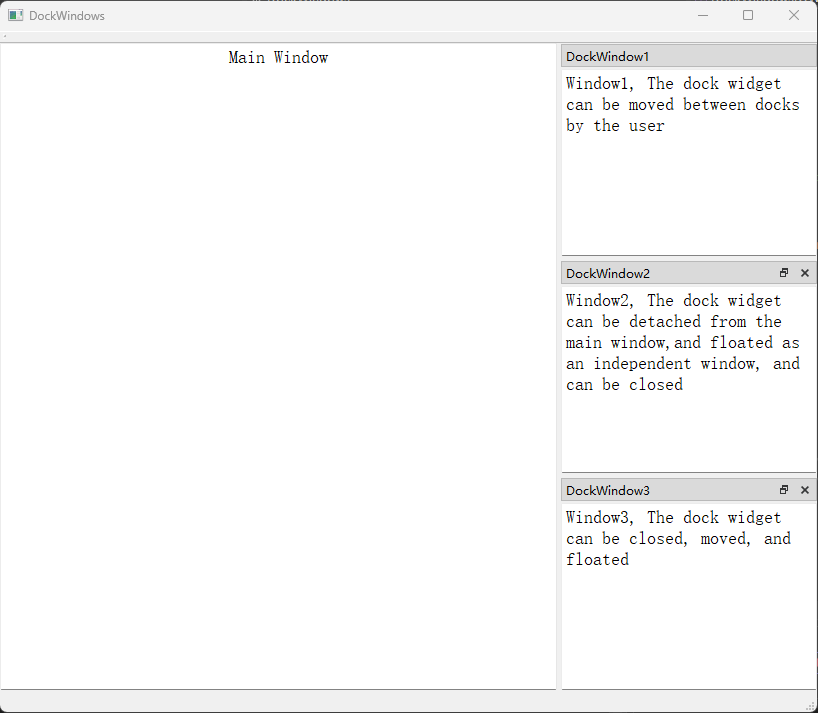 DockWindows
Main Window
DockWindow1
Window1, The dock widget
can be moved between docks
by the user
DockWindow2
Window2, The dock widget
can be detached from the
main window,and floated as
an independent window, and
can be closed
DockWindow3
Window3, The dock widget
can be closed, moved, and
floated